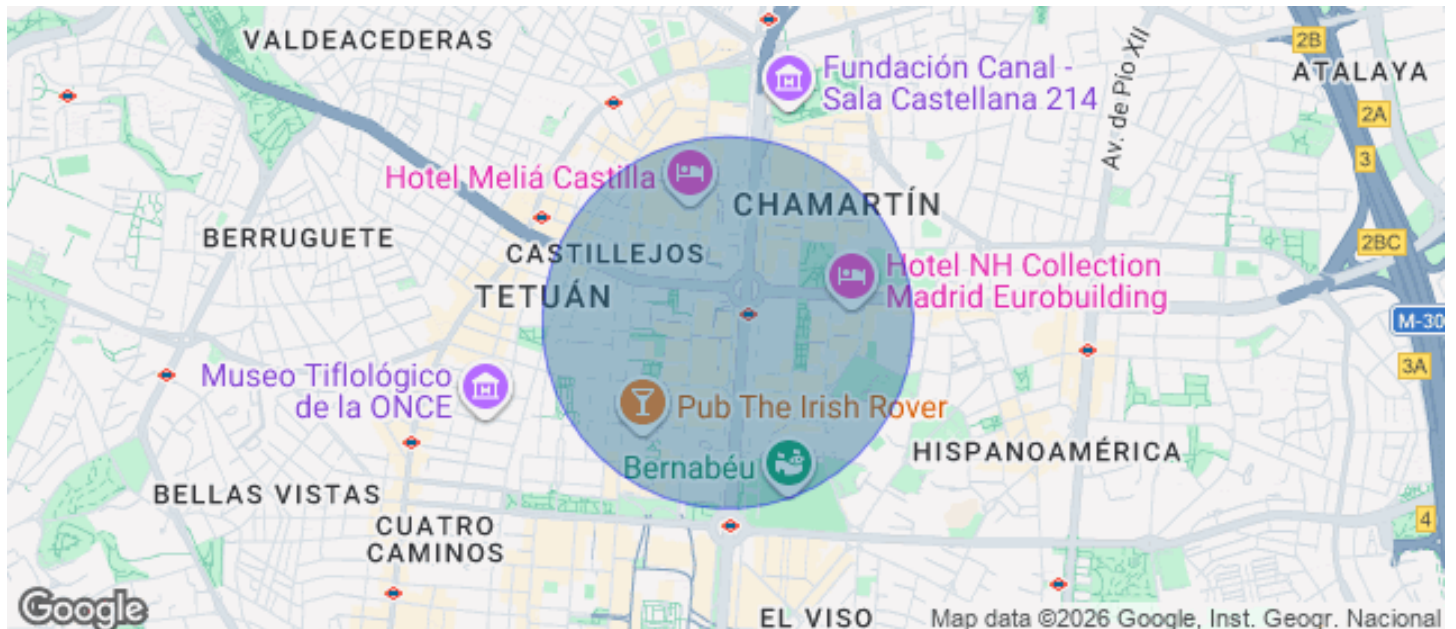 VALDEACEDERAS
Fundación Canal -
Sala Castellana 214
2B
ATALAYA
2A
Av. de Pío XII
3
Hotel Meliá Castilla
CHAMARTÍN
BERRUGUETE
CASTILLEJOS
2BC
TETUÁN
Hotel NH Collection
Madrid Eurobuilding
M-30
3A
Museo Tiflológico
de la ONCE
Pub The Irish Rover
HISPANOAMÉRICA
Bernabéu
BELLAS VISTAS
4
CUATRO
CAMINOS
Google
EL VISO
Map data ©2026 Google, Inst. Geogr. Nacional